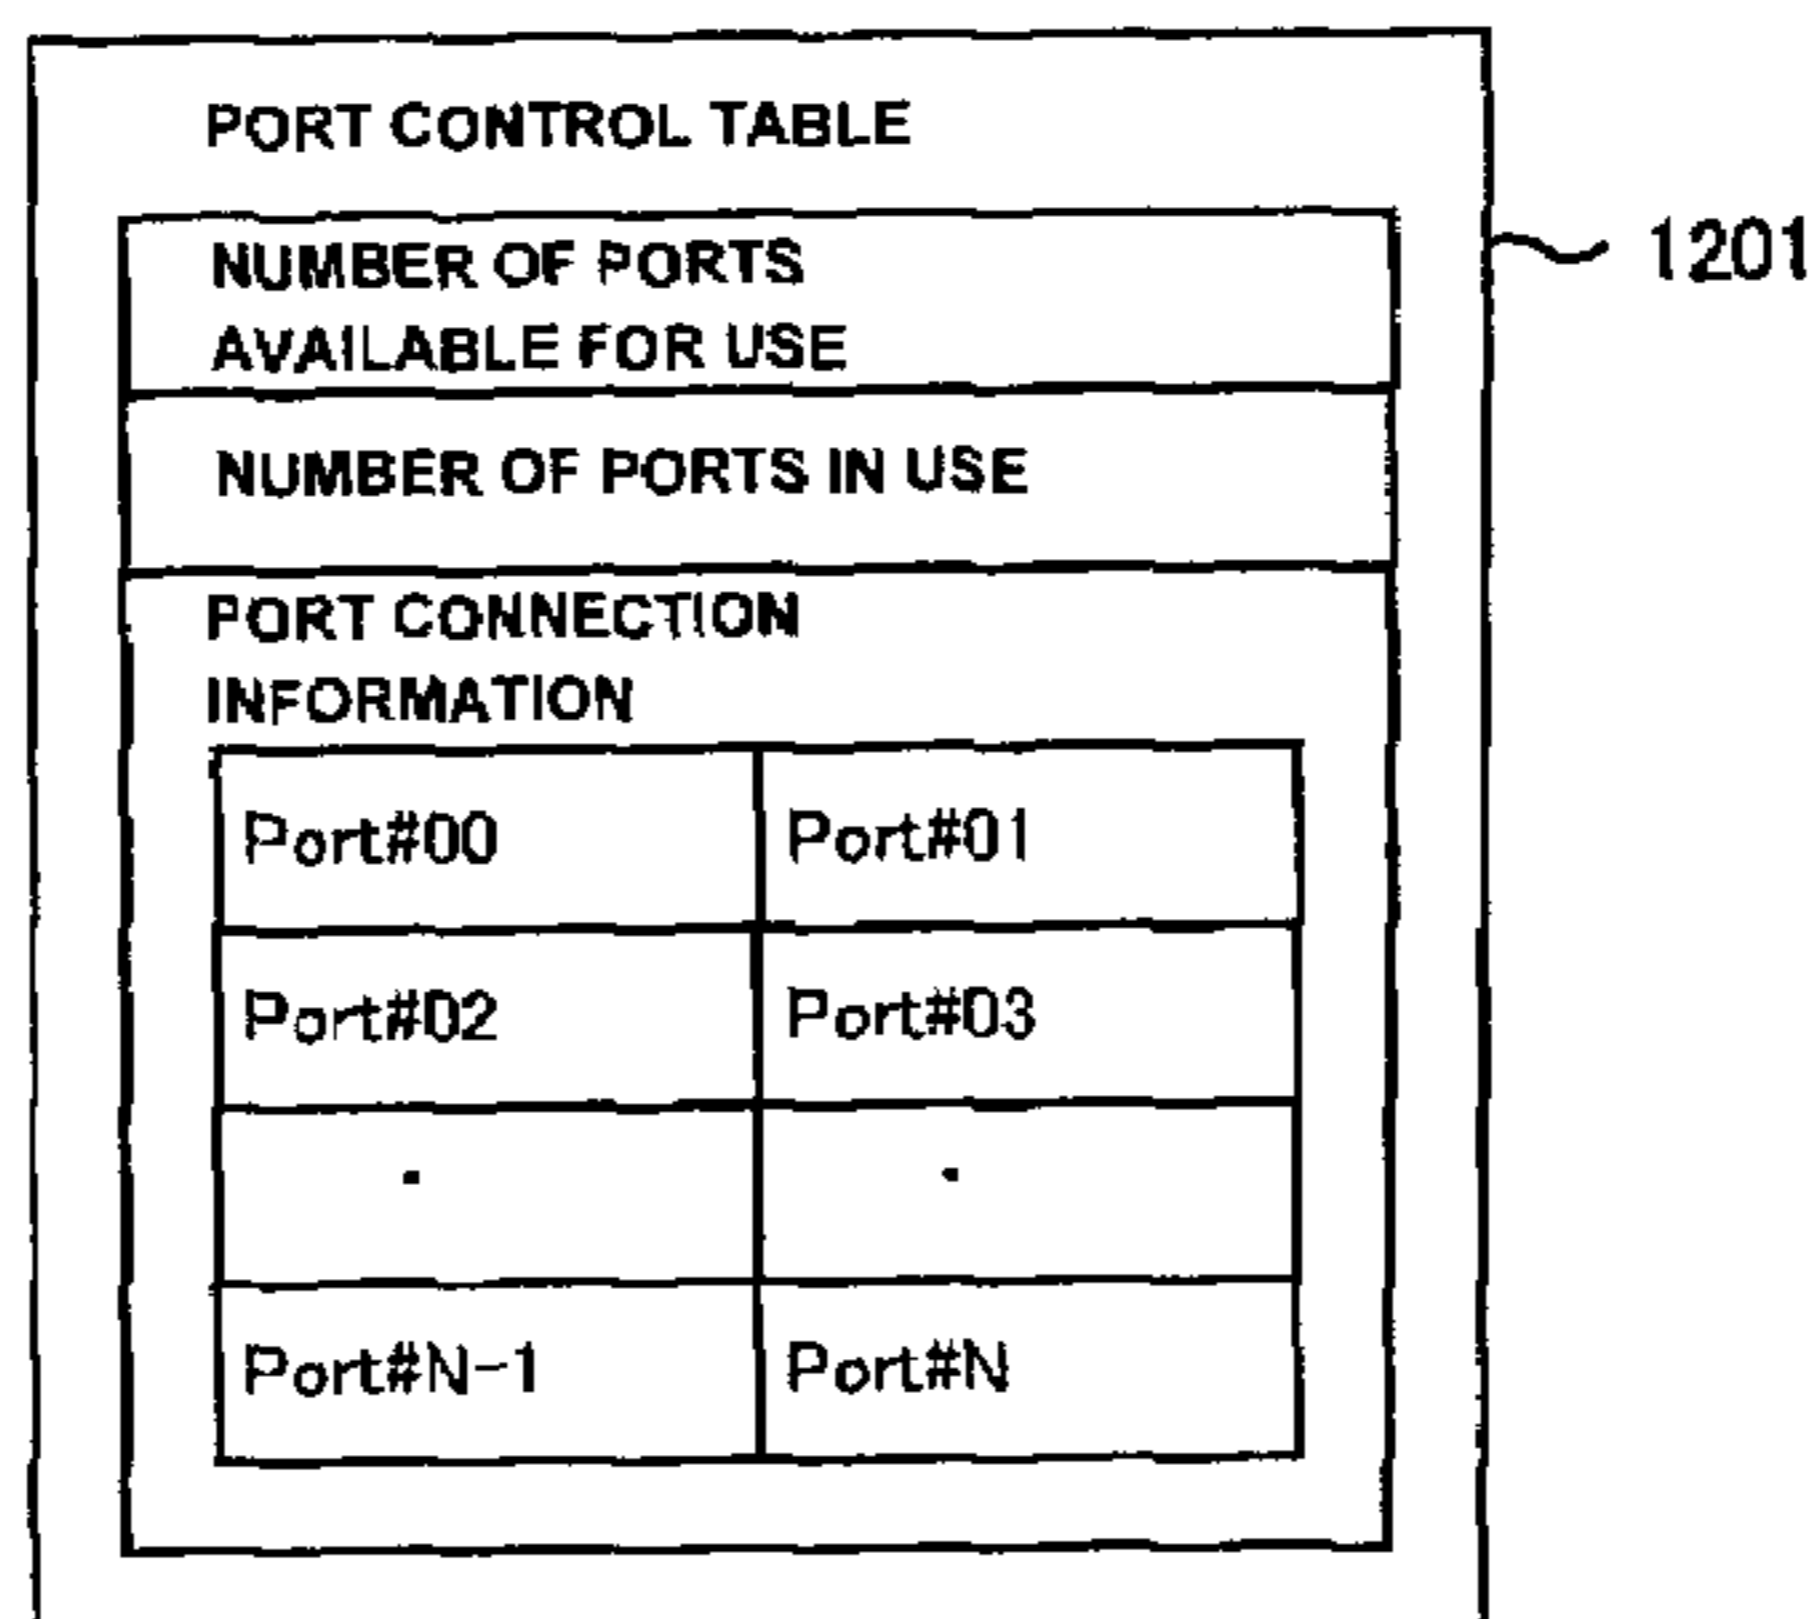 PORT CONTROL TABLE
NUMBER OF PORTS
AVAILABLE FOR USE
1201
NUMBER OF PORTS IN USE
PORT CONNECTION
INFORMATION
Port#00 Port#01
Port#02 Port#03
. .
Port#N-1 Port#N